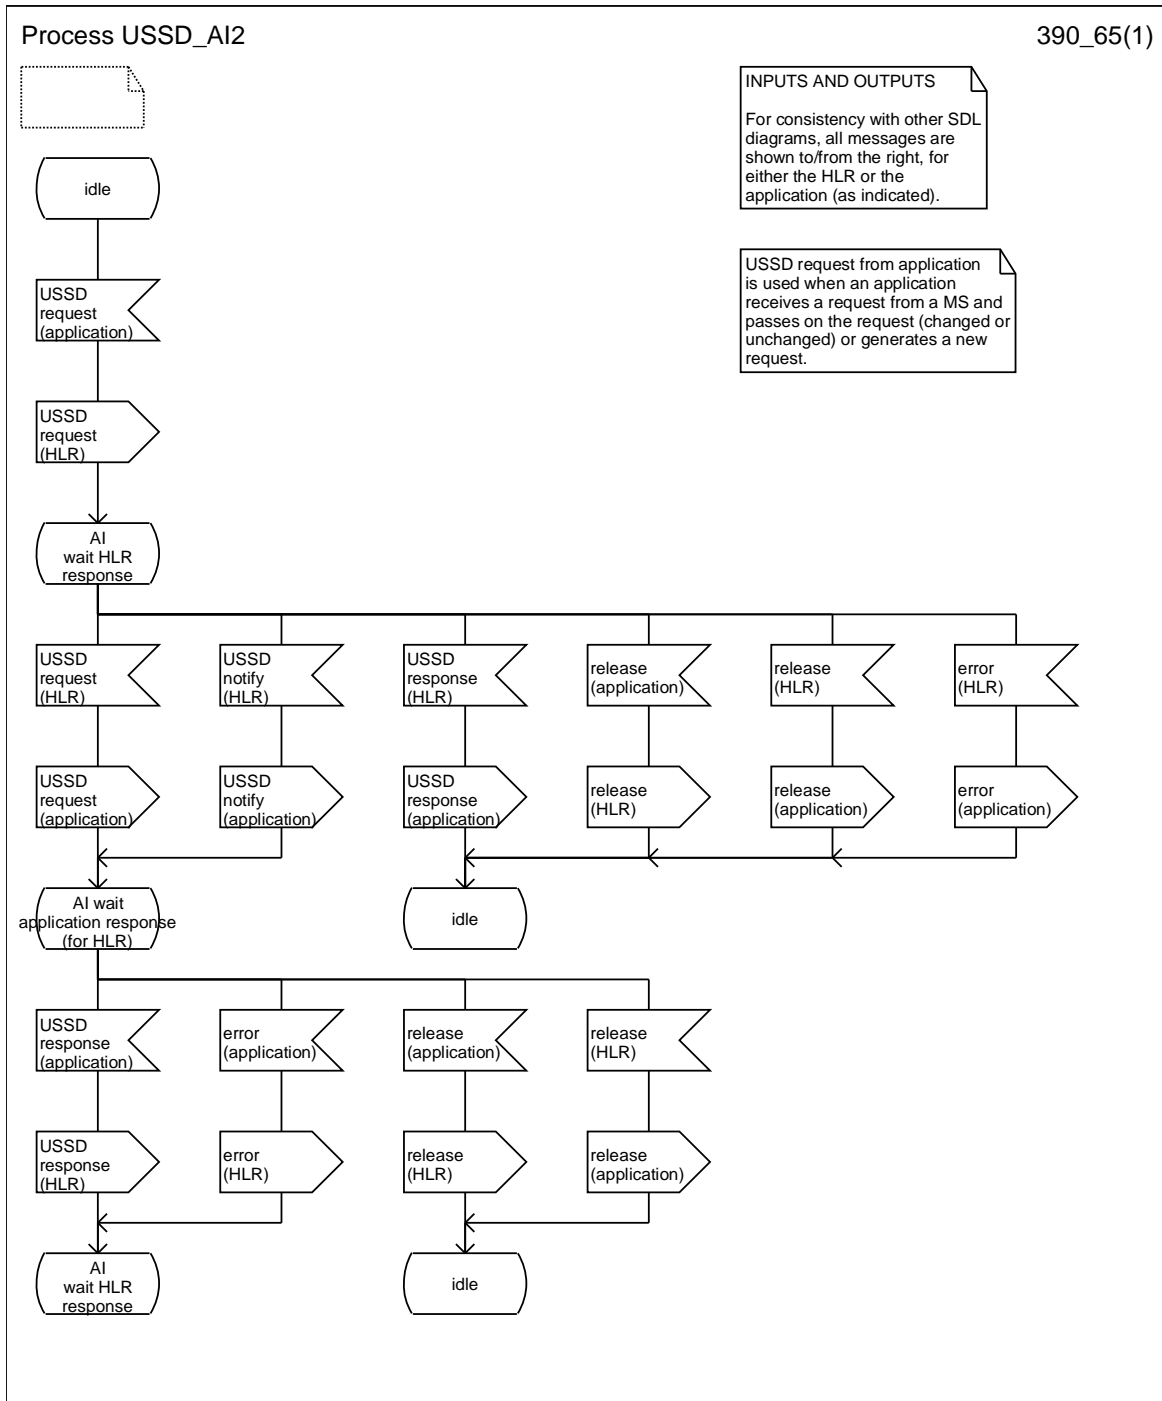 Process USSD_AI2
390_65(1)
INPUTS AND OUTPUTS
For consistency with other SDL
diagrams, all messages are
shown to/from the right, for
either the HLR or the
application (as indicated).
idle
USSD request from application
is used when an application
receives a request from a MS and
passes on the request (changed or
unchanged) or generates a new
request.
USSD
request
(application)
USSD
request
(HLR)
AI
wait HLR
response
USSD
request
(HLR)
USSD
notify
(HLR)
USSD
response
(HLR)
release
(application)
release
(HLR)
error
(HLR)
USSD
request
(application)
USSD
notify
(application)
USSD
response
(application)
release
(HLR)
release
(application)
error
(application)
AI wait
application response
(for HLR)
idle
USSD
response
(application)
error
(application)
release
(application)
release
(HLR)
USSD
response
(HLR)
error
(HLR)
release
(HLR)
release
(application)
AI
wait HLR
response
idle